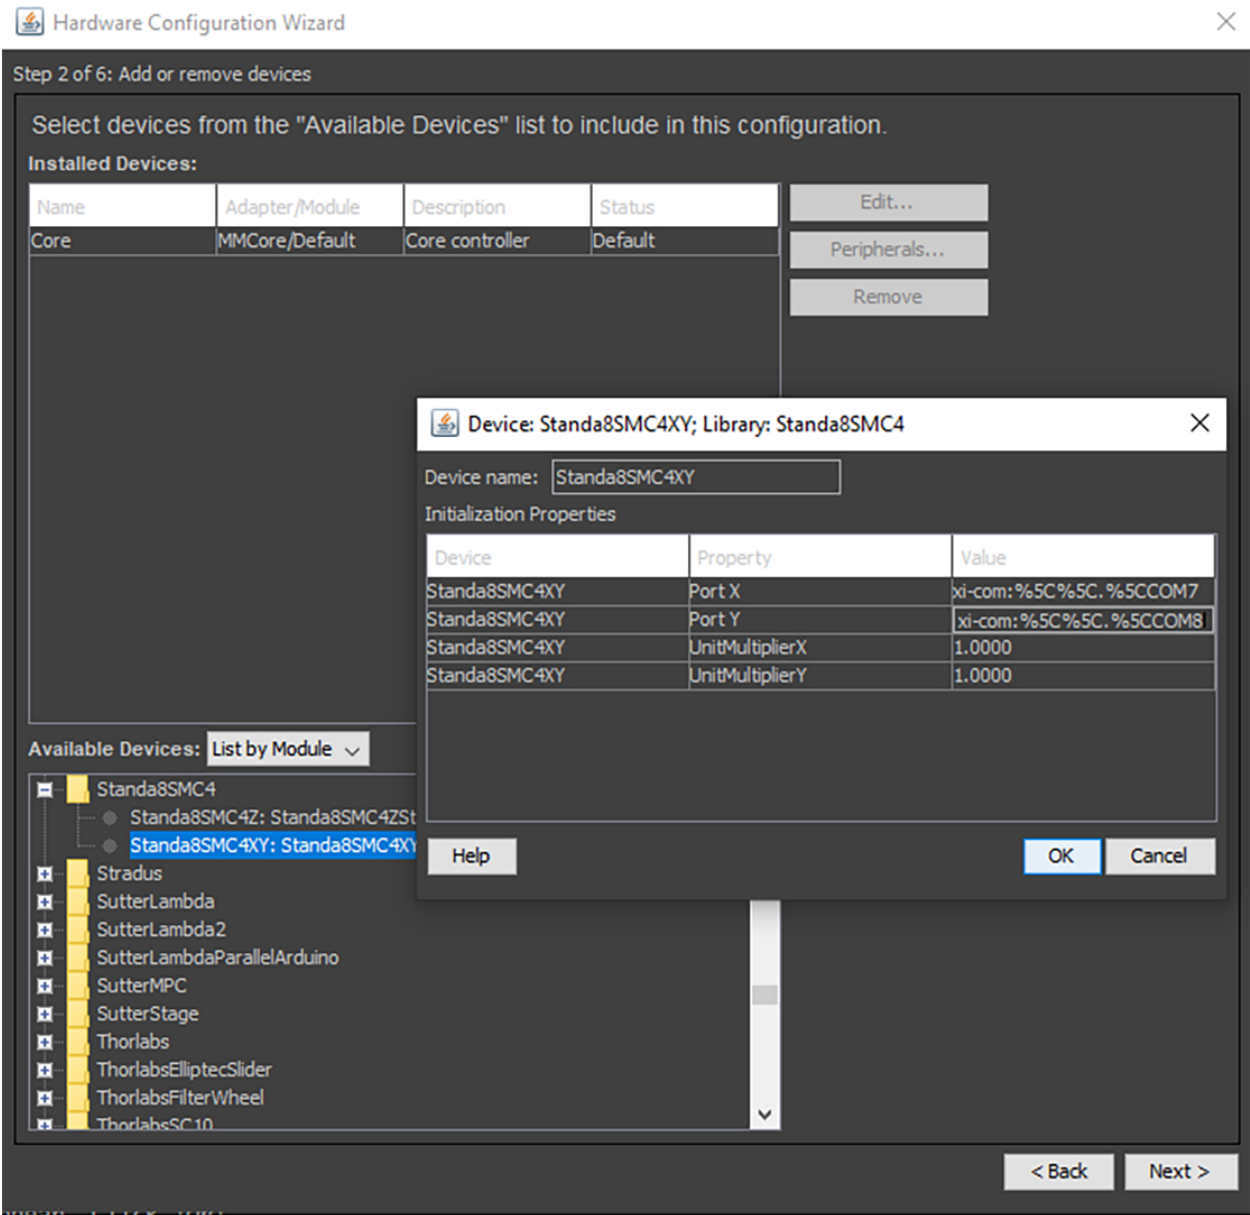 Hardware Configuration Wizard
Step 2 of 6: Add or remove devices
Select devices from the "Available Devices" list to include in this configuration.
Installed Devices:
Name Adapter/Module Description Status
Core MMCore/Default Core controller Default
Edit...
Peripherals...
Remove
Device: Standa8SMC4XY; Library: Standa8SMC4
Device name: Standa8SMC4XY
Initialization Properties
Device Property Value
Standa8SMC4XY Port X xi-com:%5C%5C.%5CCOM7
Standa8SMC4XY Port Y xi-com:%5C%5C.%5CCOM8
Standa8SMC4XY UnitMultiplierX 1.0000
Standa8SMC4XY UnitMultiplierY 1.0000
Help OK Cancel
Available Devices: List by Module
Standa8SMC4
Standa8SMC4Z: Standa8SMC4ZSt
Standa8SMC4XY: Standa8SMC4XY
Stradus
SutterLambda
SutterLambda2
SutterLambdaParallelArduino
SutterMPC
SutterStage
Thorlabs
ThorlabsElliptecSlider
ThorlabsFilterWheel
ThorlabsSC10
< Back Next >